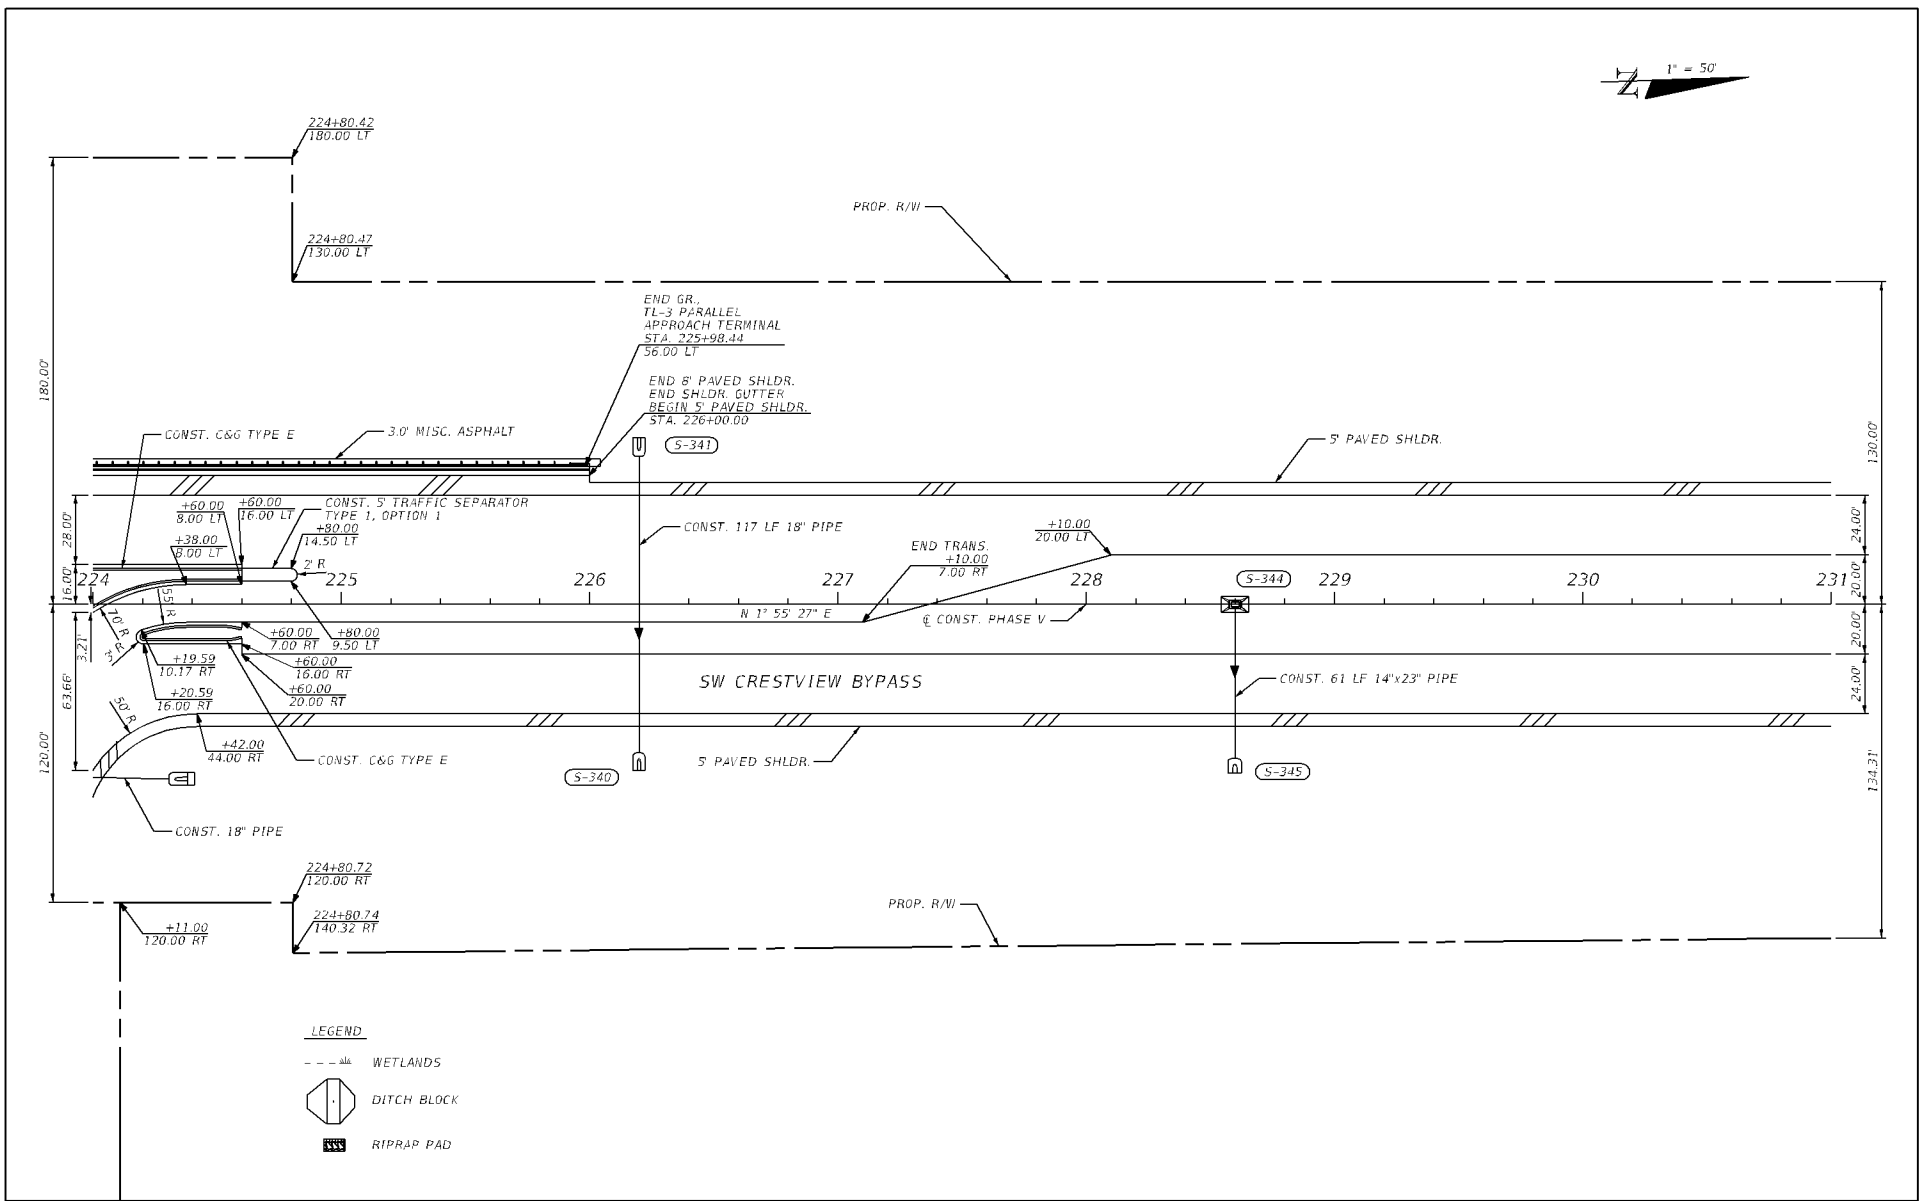 N
1" = 50'
224+80.42
180.00 LT
PROP. R/W
224+80.47
130.00 LT
END GR.,
TL-3 PARALLEL
APPROACH TERMINAL
STA. 225+98.44
56.00 LT
180.00'
END 8' PAVED SHLDR.
END SHLDR. GUTTER
BEGIN 5' PAVED SHLDR.
STA. 226+00.00
CONST. C&G TYPE E
3.0' MISC. ASPHALT
S-341
5' PAVED SHLDR.
130.00'
+60.00
8.00 LT
+60.00
16.00 LT
CONST. 5' TRAFFIC SEPARATOR
TYPE 1, OPTION 1
+80.00
14.50 LT
CONST. 117 LF 18" PIPE
+10.00
20.00 LT
28.00'
24.00'
+38.00
8.00 LT
2' R
END TRANS.
+10.00
7.00 RT
16.00'
224
225
226
227
228
S-344
229
230
231
20.00'
55' R
70' R
3' R
N 1° 55' 27" E
℄ CONST. PHASE V
3.21'
20.00'
+60.00
7.00 RT
+80.00
9.50 LT
+19.59
10.17 RT
+60.00
16.00 RT
63.66'
+20.59
16.00 RT
+60.00
20.00 RT
SW CRESTVIEW BYPASS
CONST. 61 LF 14"x23" PIPE
24.00'
50' R
+42.00
44.00 RT
CONST. C&G TYPE E
120.00'
S-340
5' PAVED SHLDR.
S-345
134.31'
CONST. 18" PIPE
224+80.72
120.00 RT
224+80.74
140.32 RT
PROP. R/W
+11.00
120.00 RT
LEGEND
WETLANDS
DITCH BLOCK
RIPRAP PAD